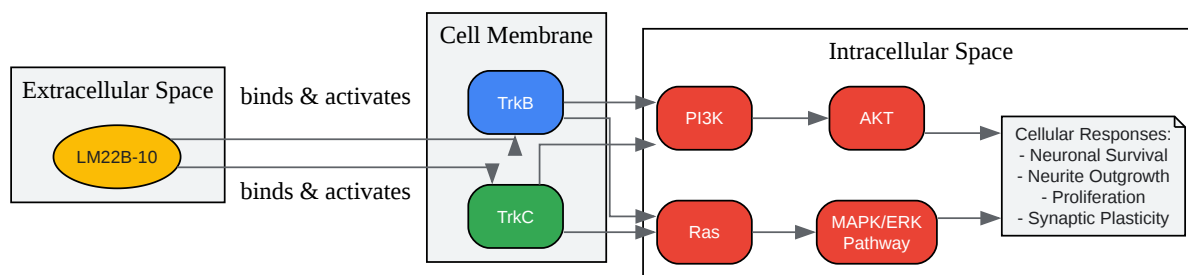 Extracellular Space
LM22B-10
binds & activates
binds & activates
Cell Membrane
TrkB
TrkC
Intracellular Space
PI3K
AKT
Ras
MAPK/ERK
Pathway
Cellular Responses:
- Neuronal Survival
- Neurite Outgrowth
- Proliferation
- Synaptic Plasticity